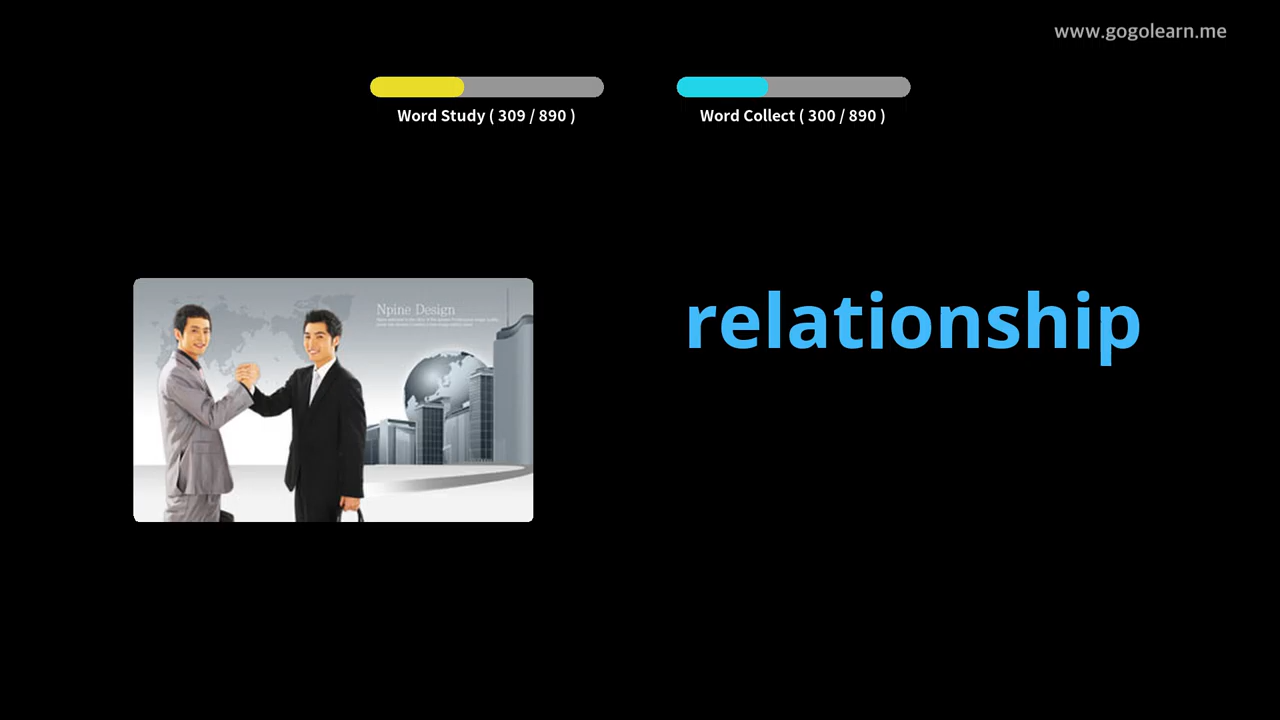 www.gogolearn.me
Word Study ( 309 / 890 )
Word Collect ( 300 / 890 )
Npine Design
relationship